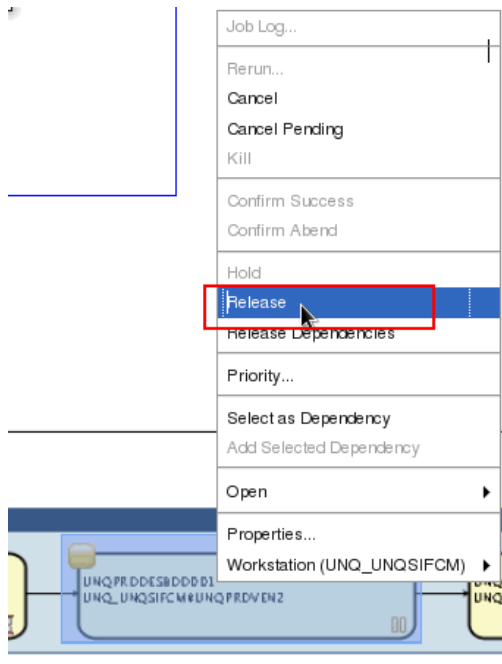 Job Log...
Rerun...
Cancel
Cancel Pending
Kill
Confirm Success
Confirm Abend
Hold
Release
Release Dependencies
Priority...
Select as Dependency
Add Selected Dependency
Open
Properties...
Workstation (UNQ_UNQSIFCM)
UNQ_UNQSIFCM#UNQPRDVEN2
UNQ